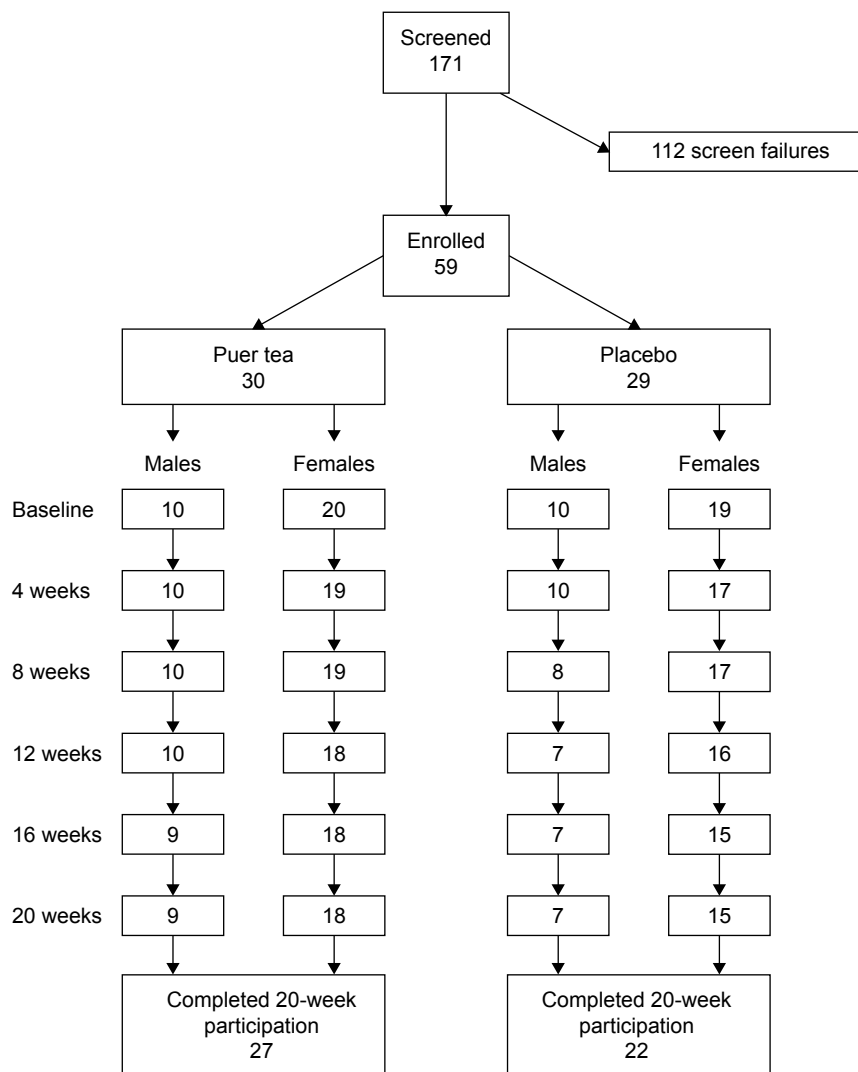 Screened
171
112 screen failures
Enrolled
59
Puer tea
30
Placebo
29
Males Females Males Females
Baseline 10 20 10 19
4 weeks 10 19 10 17
8 weeks 10 19 8 17
12 weeks 10 18 7 16
16 weeks 9 18 7 15
20 weeks 9 18 7 15
Completed 20-week
participation
27
Completed 20-week
participation
22